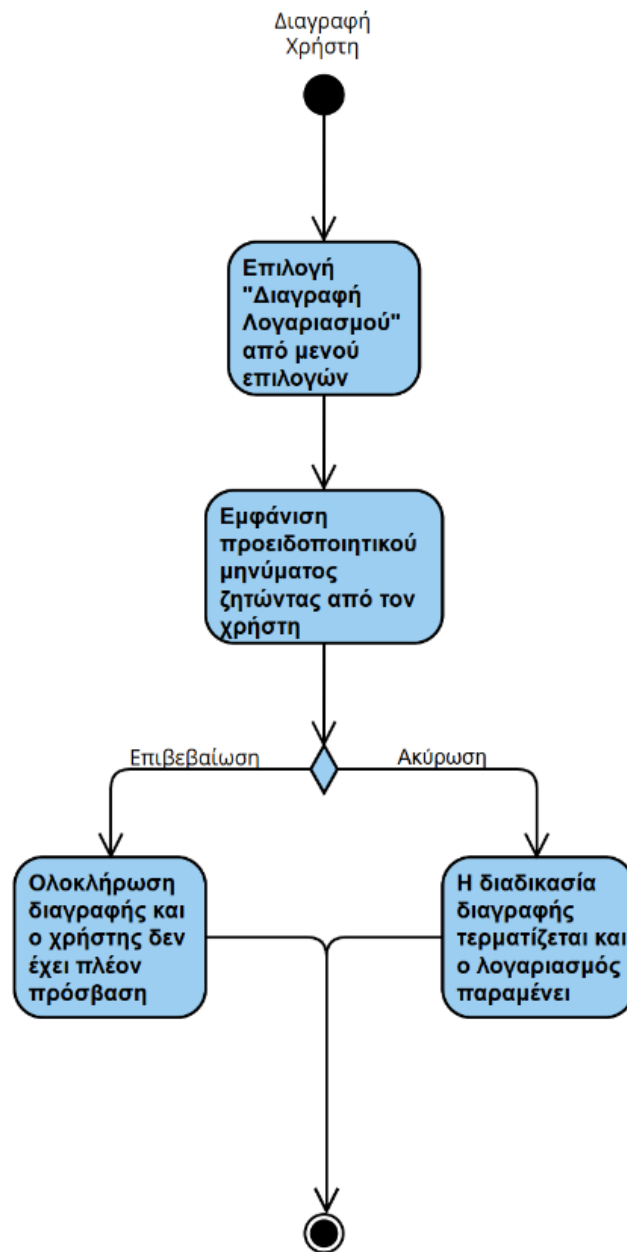 Διαγραφή
Χρήστη
Επιλογή
"Διαγραφή
Λογαριασμού"
από μενού
επιλογών
Εμφάνιση
προειδοποιητικού
μηνύματος
ζητώντας από τον
χρήστη
Επιβεβαίωση
Ακύρωση
Ολοκλήρωση
διαγραφής και
ο χρήστης δεν
έχει πλέον
πρόσβαση
Η διαδικασία
διαγραφής
τερματίζεται και
ο λογαριασμός
παραμένει